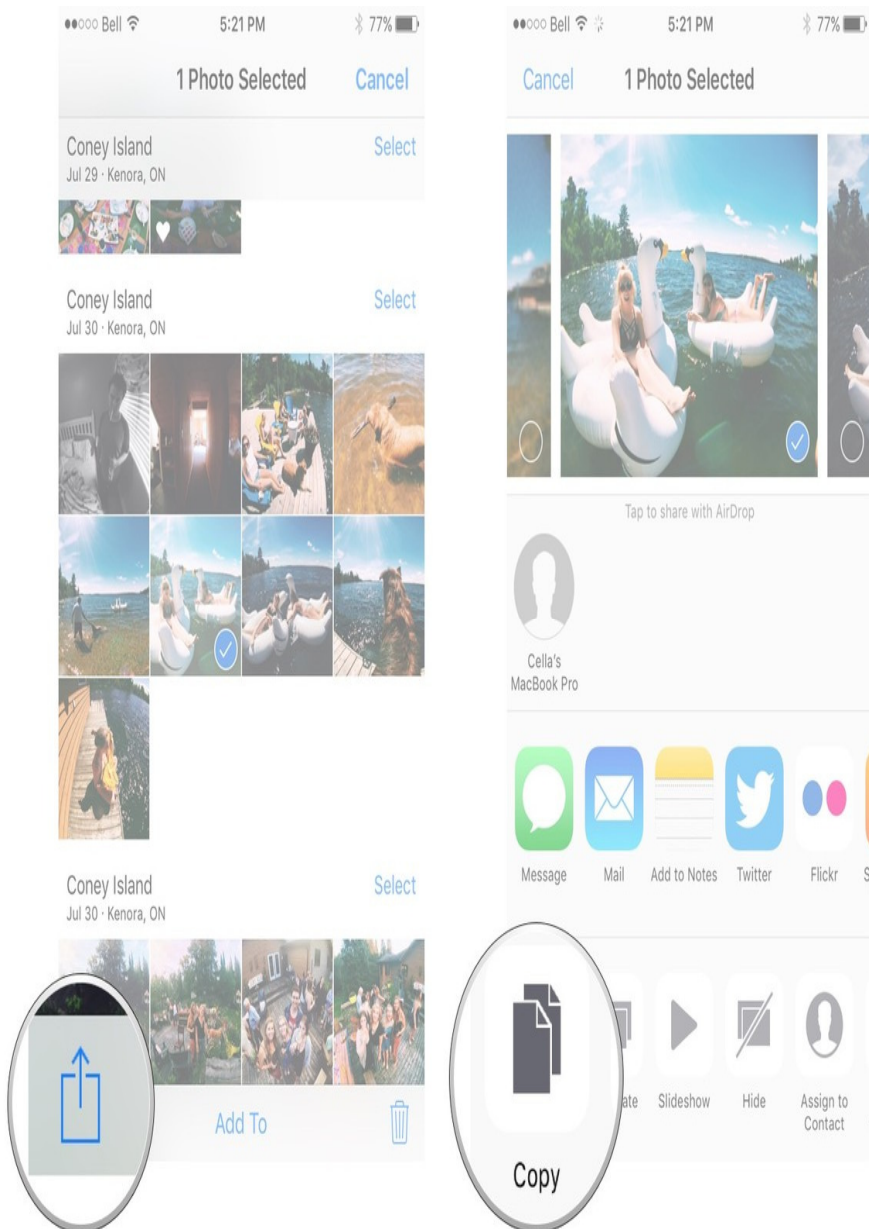 Bell 5:21 PM 77%
1 Photo Selected Cancel
Coney Island Select
Jul 29 · Kenora, ON
Coney Island Select
Jul 30 · Kenora, ON
Coney Island Select
Jul 30 · Kenora, ON
Add To
Bell 5:21 PM 77%
Cancel 1 Photo Selected
Tap to share with AirDrop
Cella's
MacBook Pro
Message Mail Add to Notes Twitter Flickr S
Copy ate Slideshow Hide Assign to
Contact